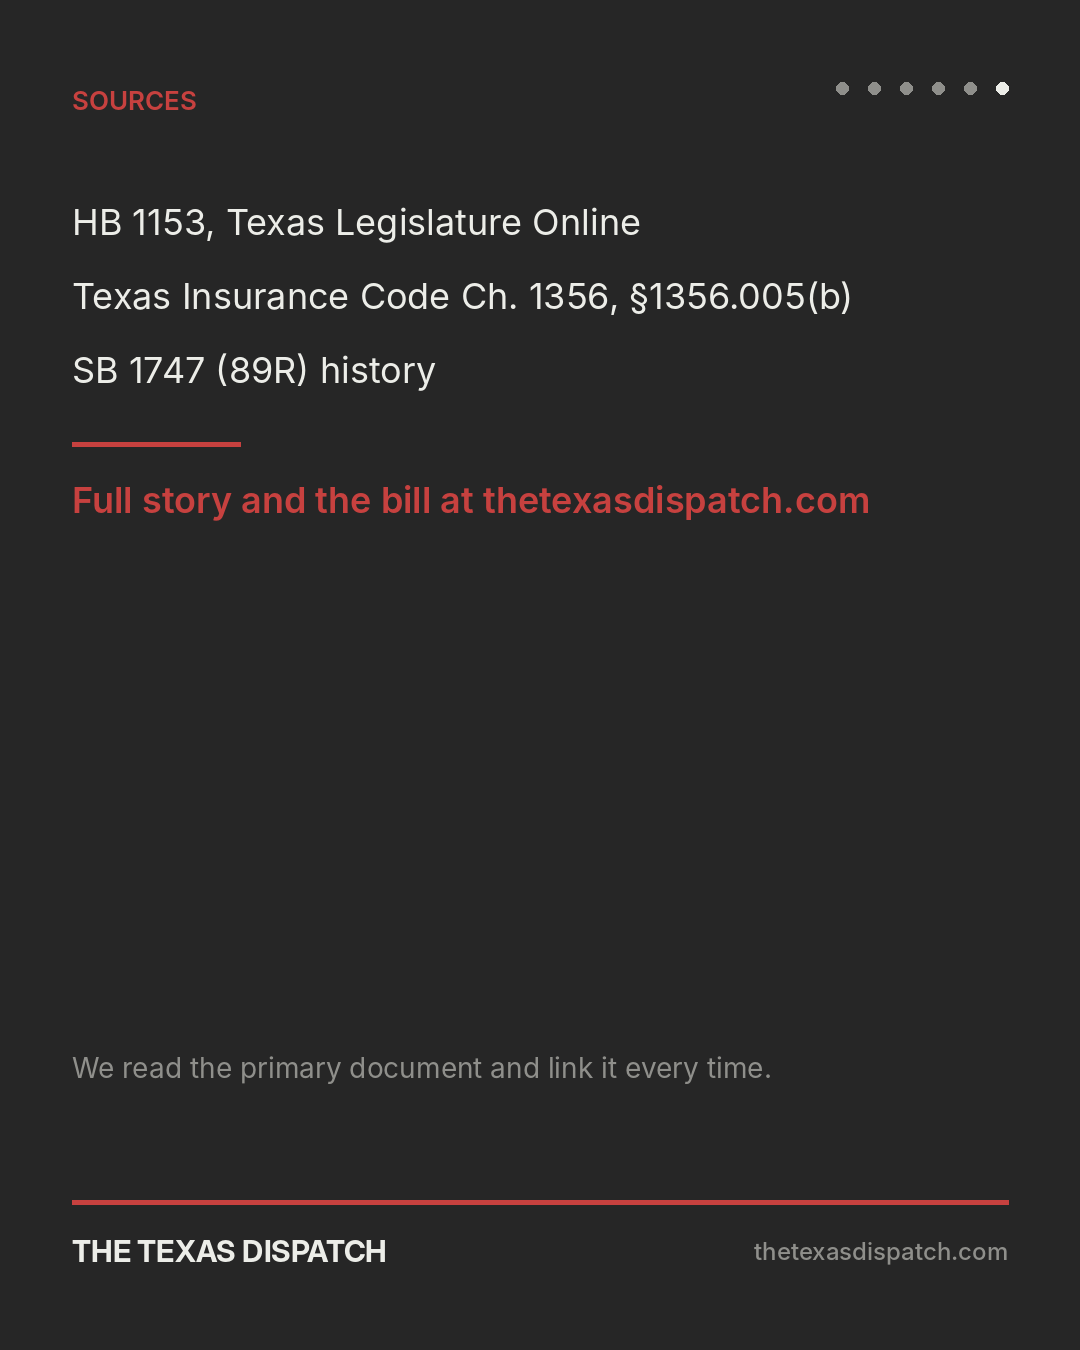 SOURCES
HB 1153, Texas Legislature Online
Texas Insurance Code Ch. 1356, §1356.005(b)
SB 1747 (89R) history
Full story and the bill at thetexasdispatch.com
We read the primary document and link it every time.
THE TEXAS DISPATCH
thetexasdispatch.com